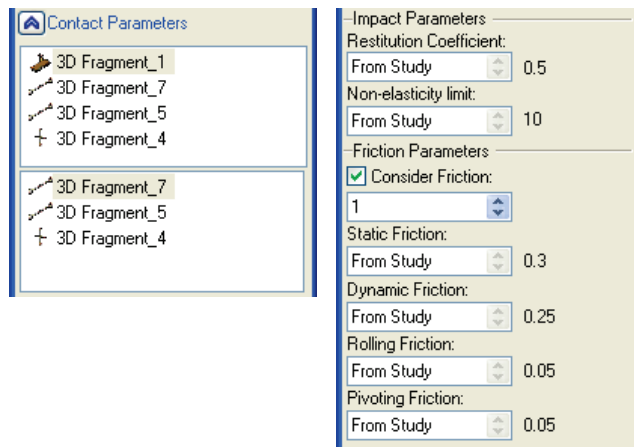 Contact Parameters
3D Fragment_1
3D Fragment_7
3D Fragment_5
3D Fragment_4
3D Fragment_7
3D Fragment_5
3D Fragment_4
Impact Parameters
Restitution Coefficient:
From Study 0.5
Non-elasticity limit:
From Study 10
Friction Parameters
Consider Friction:
1
Static Friction:
From Study 0.3
Dynamic Friction:
From Study 0.25
Rolling Friction:
From Study 0.05
Pivoting Friction:
From Study 0.05